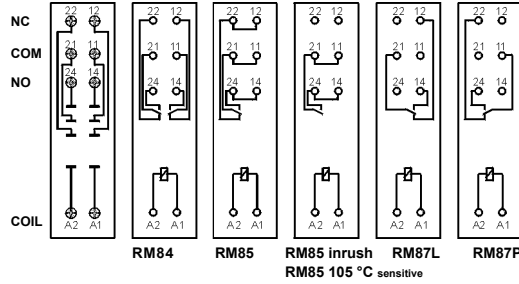 22 12 22 12 22 12 22 12 22 12 22 12
NC
COM
21 11 21 11 21 11 21 11 21 11 21 11
NO
24 14 24 14 24 14 24 14 24 14 24 14
COIL
A2 A1 A2 A1 A2 A1 A2 A1 A2 A1 A2 A1
RM84 RM85 RM85 inrush RM87L RM87P
RM85 105 °C sensitive